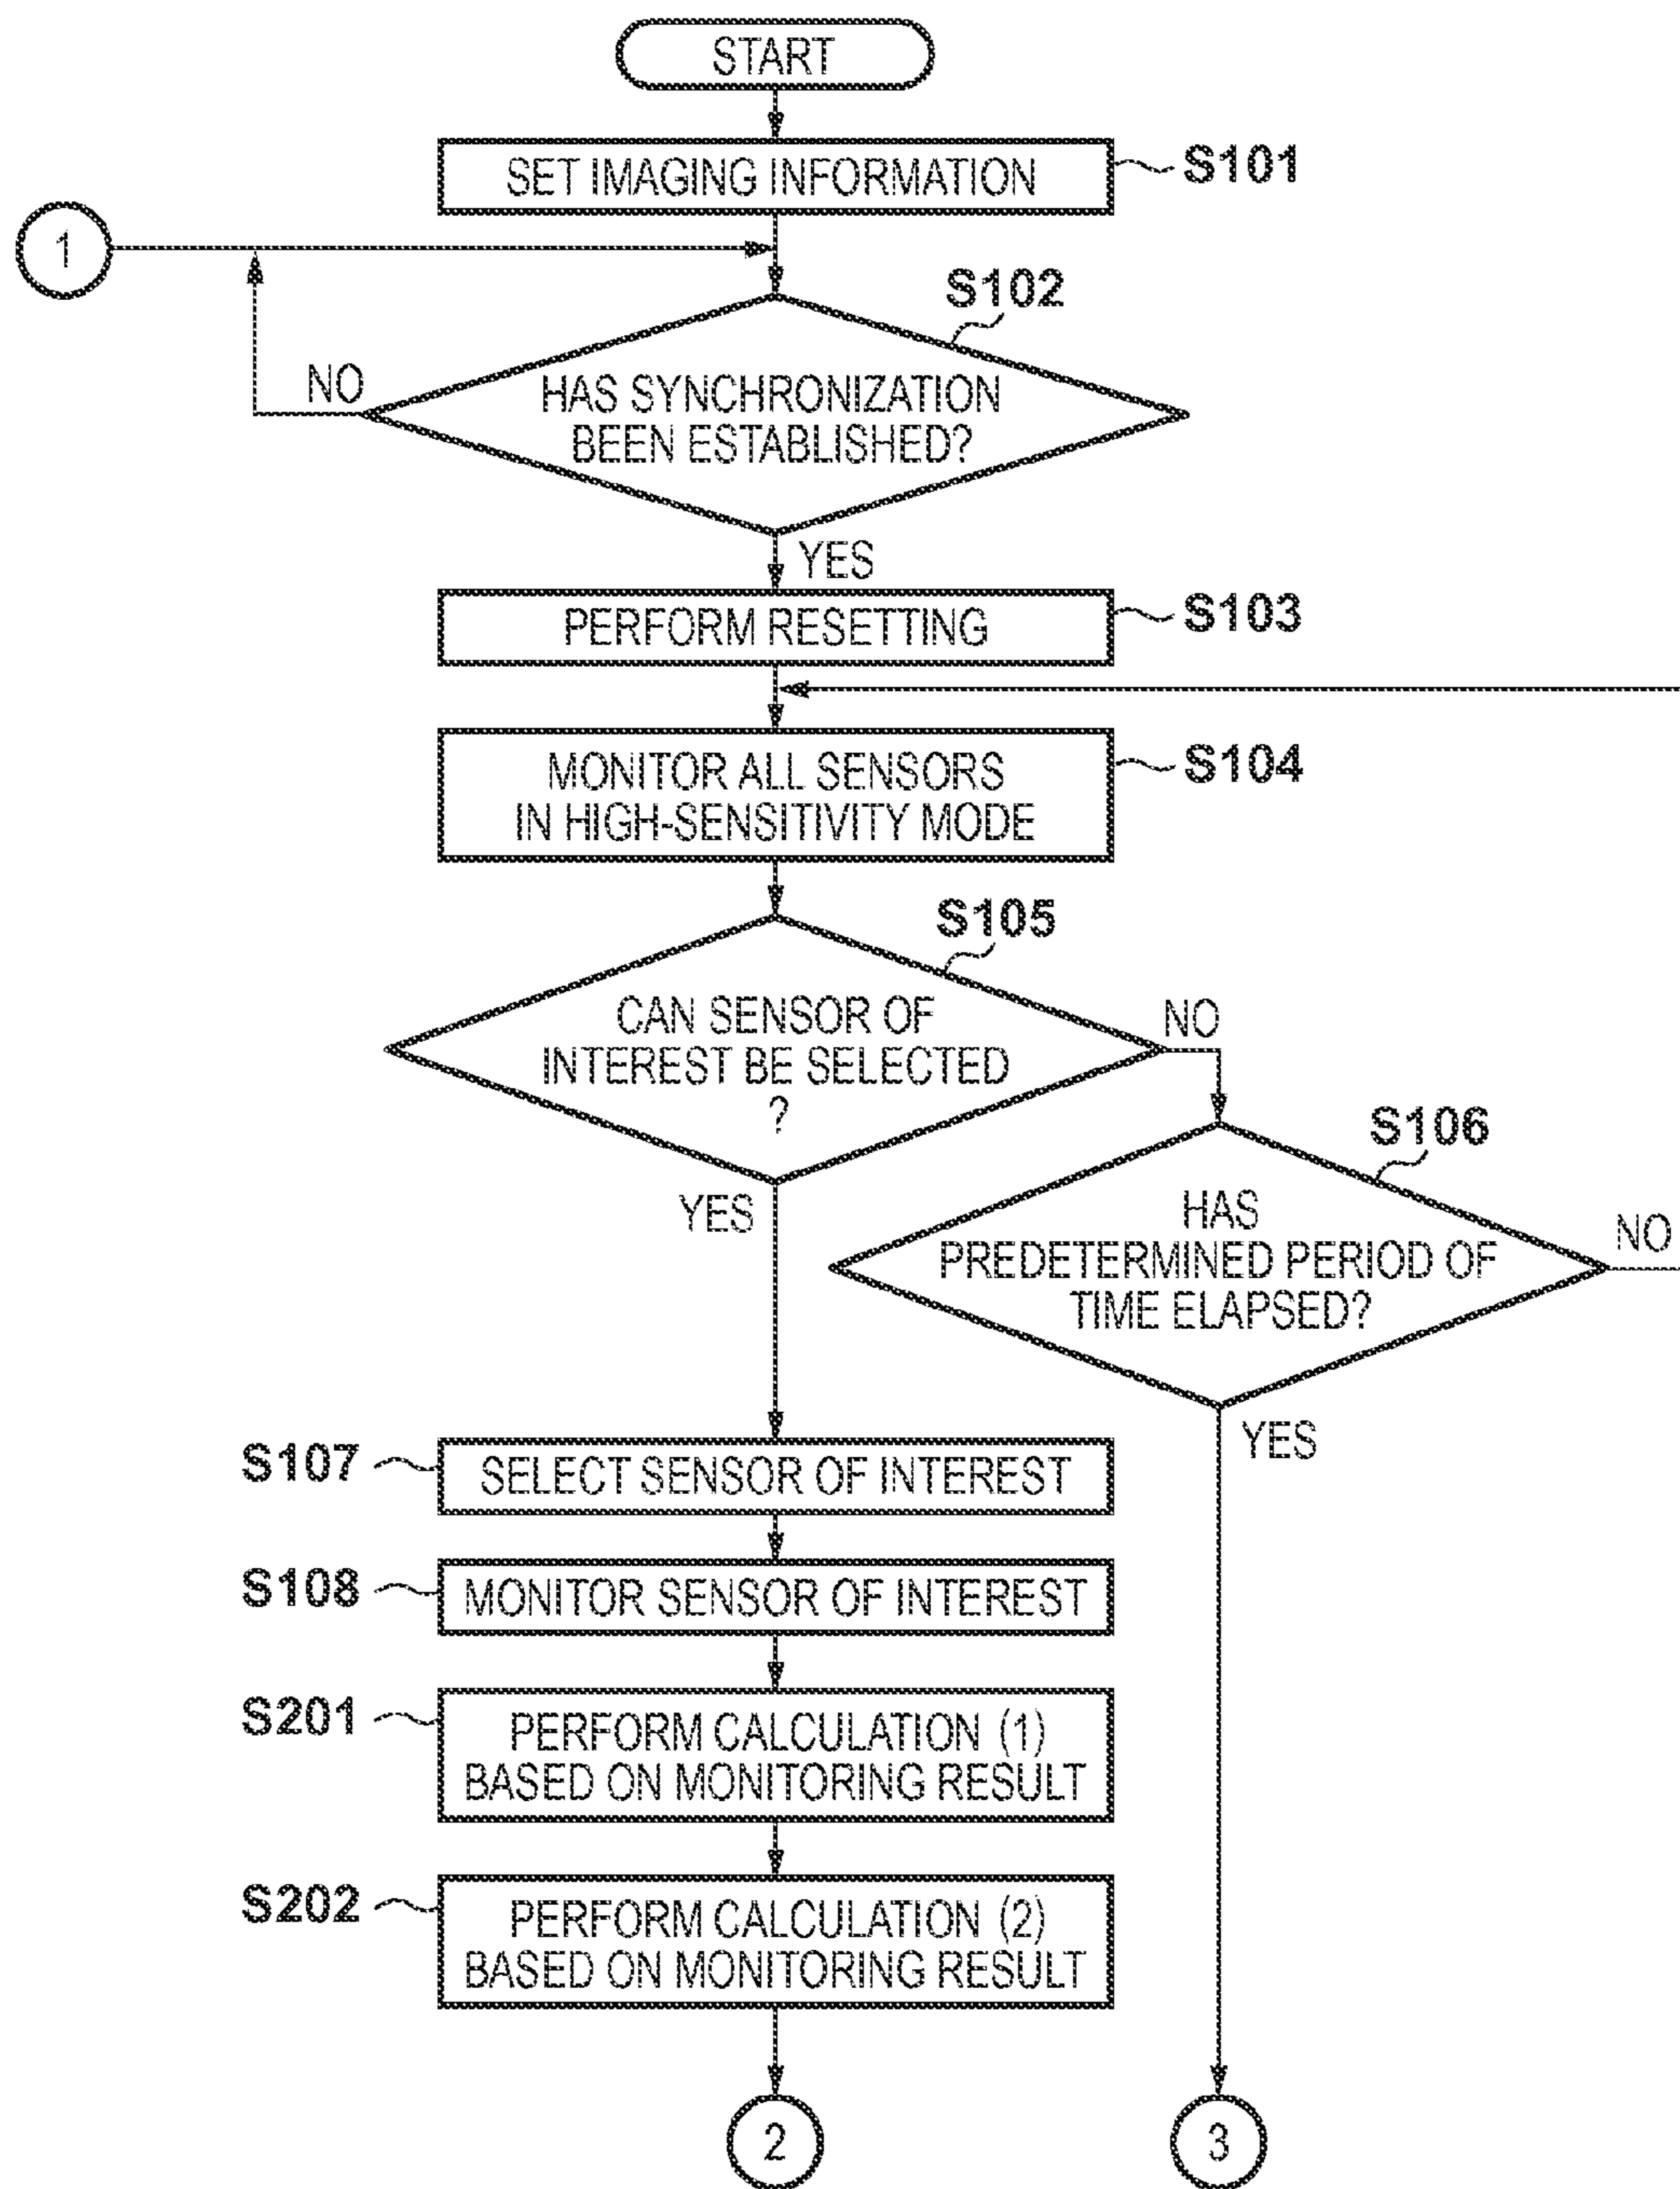 START
SET IMAGING INFORMATION
S101
1
S102
HAS SYNCHRONIZATION
BEEN ESTABLISHED?
NO
YES
PERFORM RESETTING
S103
MONITOR ALL SENSORS
IN HIGH-SENSITIVITY MODE
S104
S105
CAN SENSOR OF
INTEREST BE SELECTED
?
NO
YES
S106
HAS
PREDETERMINED PERIOD OF
TIME ELAPSED?
NO
YES
S107
SELECT SENSOR OF INTEREST
S108
MONITOR SENSOR OF INTEREST
S201
PERFORM CALCULATION (1)
BASED ON MONITORING RESULT
S202
PERFORM CALCULATION (2)
BASED ON MONITORING RESULT
2
3